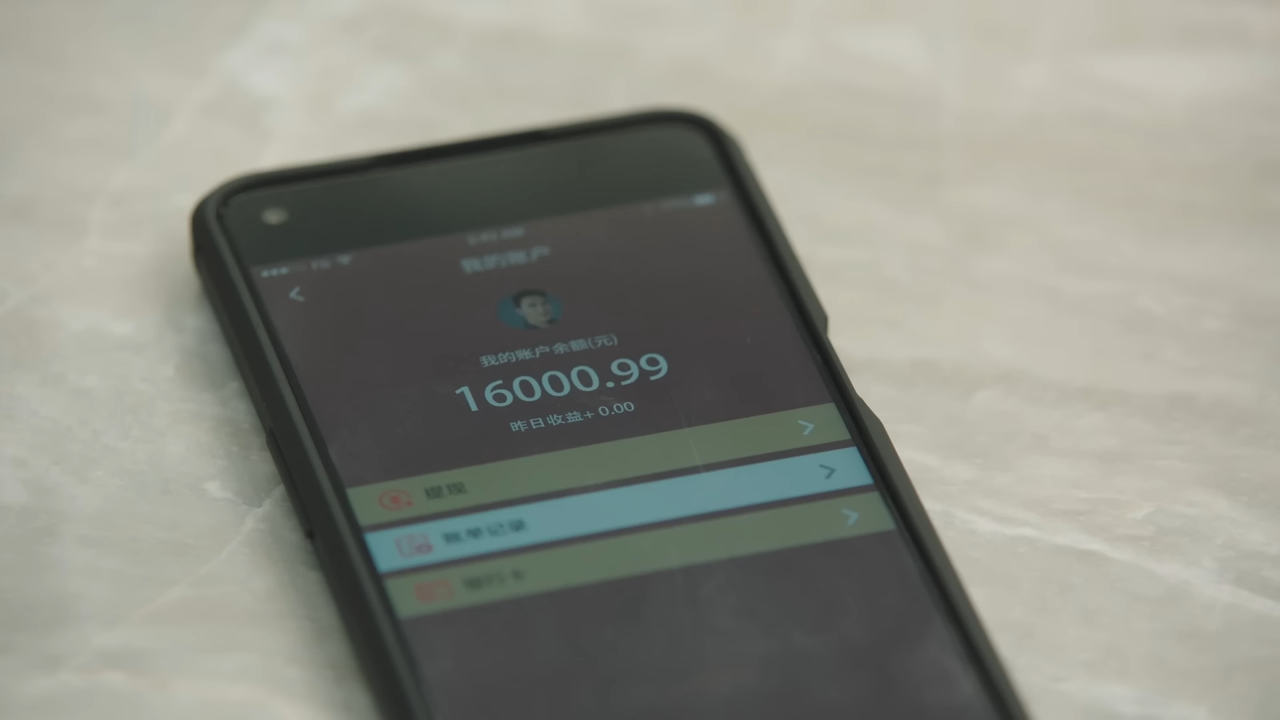 我的账户
我的账户余额(元)
16000.99
昨日收益+ 0.00
提现
账单记录
银行卡